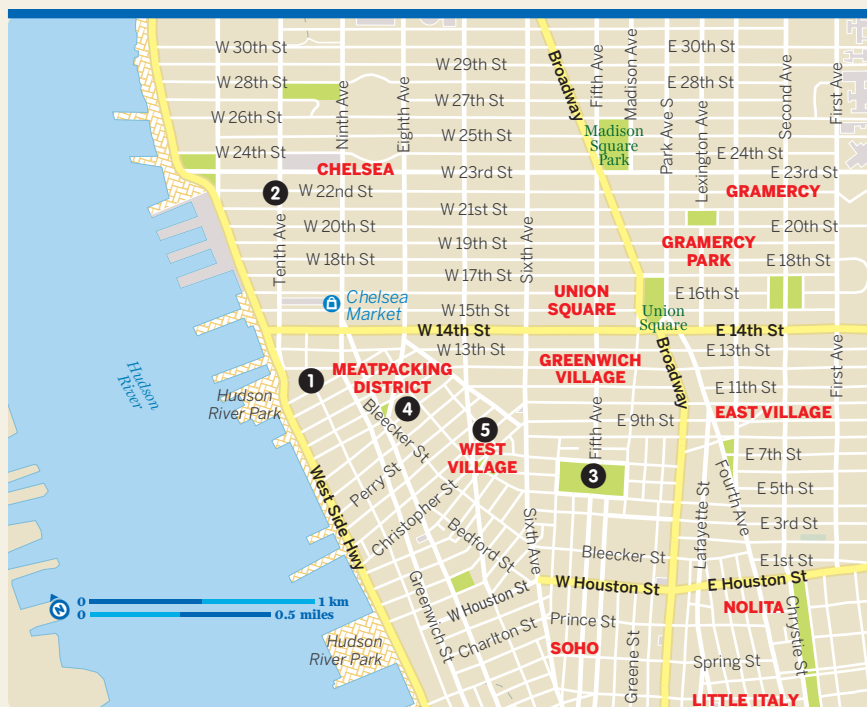 W 30th St
E 30th St
W 29th St
W 28th St
E 28th St
W 27th St
W 26th St
W 25th St
W 24th St
E 24th St
W 23rd St
E 23rd St
W 22nd St
W 21st St
W 20th St
E 20th St
W 19th St
W 18th St
E 18th St
W 17th St
E 16th St
W 15th St
W 14th St
E 14th St
W 13th St
E 13th St
E 11th St
E 9th St
E 7th St
E 5th St
E 3rd St
E 1st St
Tenth Ave
Ninth Ave
Eighth Ave
Sixth Ave
Broadway
Fifth Ave
Madison Ave
Park Ave S
Lexington Ave
Second Ave
First Ave
Madison
Square
Park
CHELSEA
GRAMERCY
GRAMERCY
PARK
2
Chelsea
Market
UNION
SQUARE
Union
Square
Hudson
River
Hudson
River Park
1
MEATPACKING
DISTRICT
4
5
WEST
VILLAGE
GREENWICH
VILLAGE
EAST VILLAGE
3
Broadway
Fifth Ave
First Ave
Fourth Ave
Lafayette St
Bleecker St
Perry St
Christopher St
Bedford St
West Side Hwy
Greenwich St
Sixth Ave
Bleecker St
W Houston St
W Houston St
E Houston St
Charlton St
Prince St
Spring St
Greene St
Chrystie St
NOLITA
SOHO
LITTLE ITALY
Hudson
River Park
N
0 1 km
0 0.5 miles